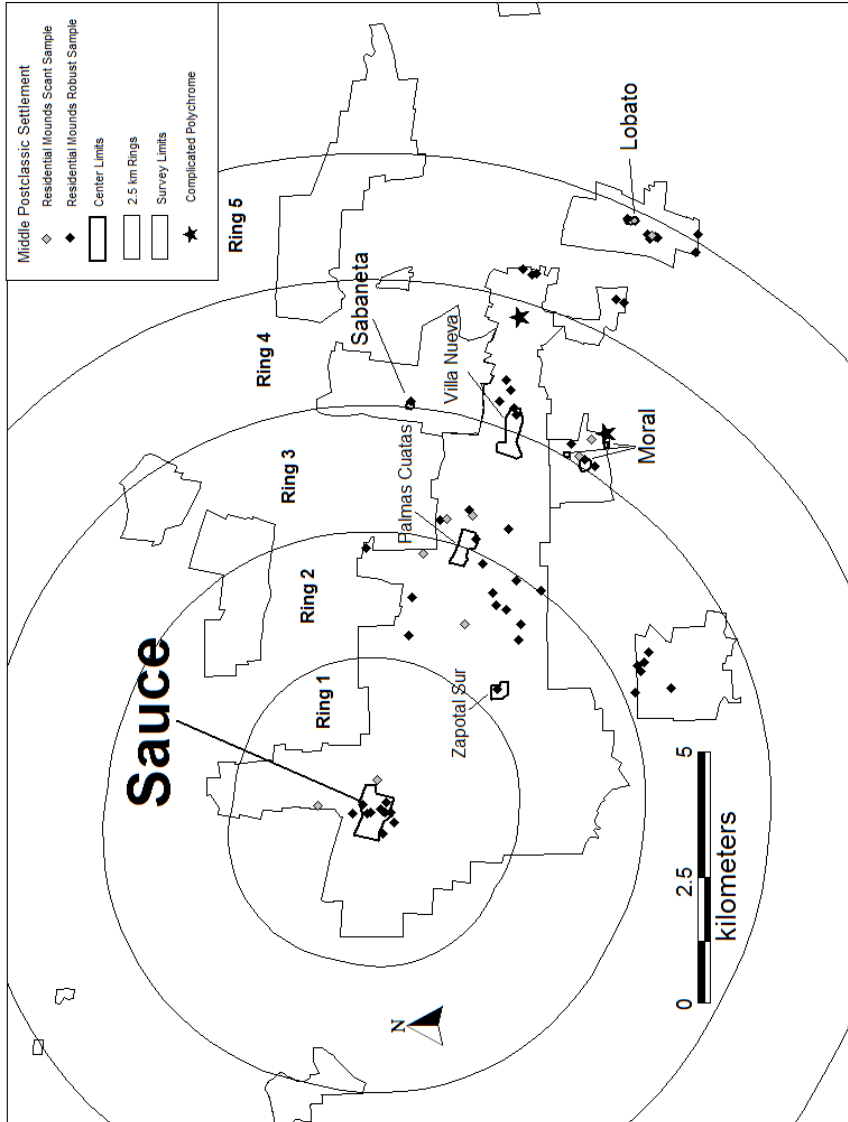 Middle Postclassic Settlement
Residential Mounds Scant Sample
Residential Mounds Robust Sample
Center Limits
2.5 km Rings
Survey Limits
Complicated Polychrome
Ring 5
Ring 4
Ring 3
Ring 2
Ring 1
Sauce
Sabaneta
Villa Nueva
Palmas Cuatas
Zapotal Sur
Lobato
Moral
N
0 2.5 5
kilometers